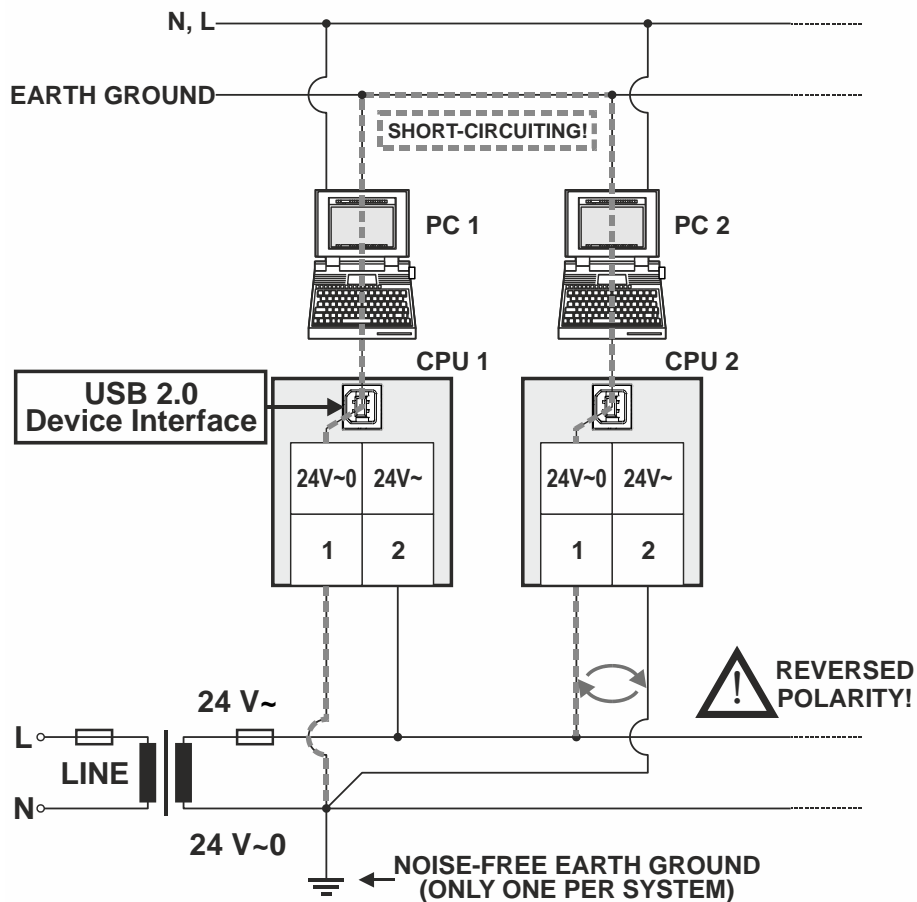 N, L
EARTH GROUND
SHORT-CIRCUITING!
PC 1
PC 2
CPU 1
CPU 2
USB 2.0
Device Interface
24V~0
24V~
24V~0
24V~
1
2
1
2
REVERSED
POLARITY!
24 V~
L
LINE
N
24 V~0
NOISE-FREE EARTH GROUND
(ONLY ONE PER SYSTEM)